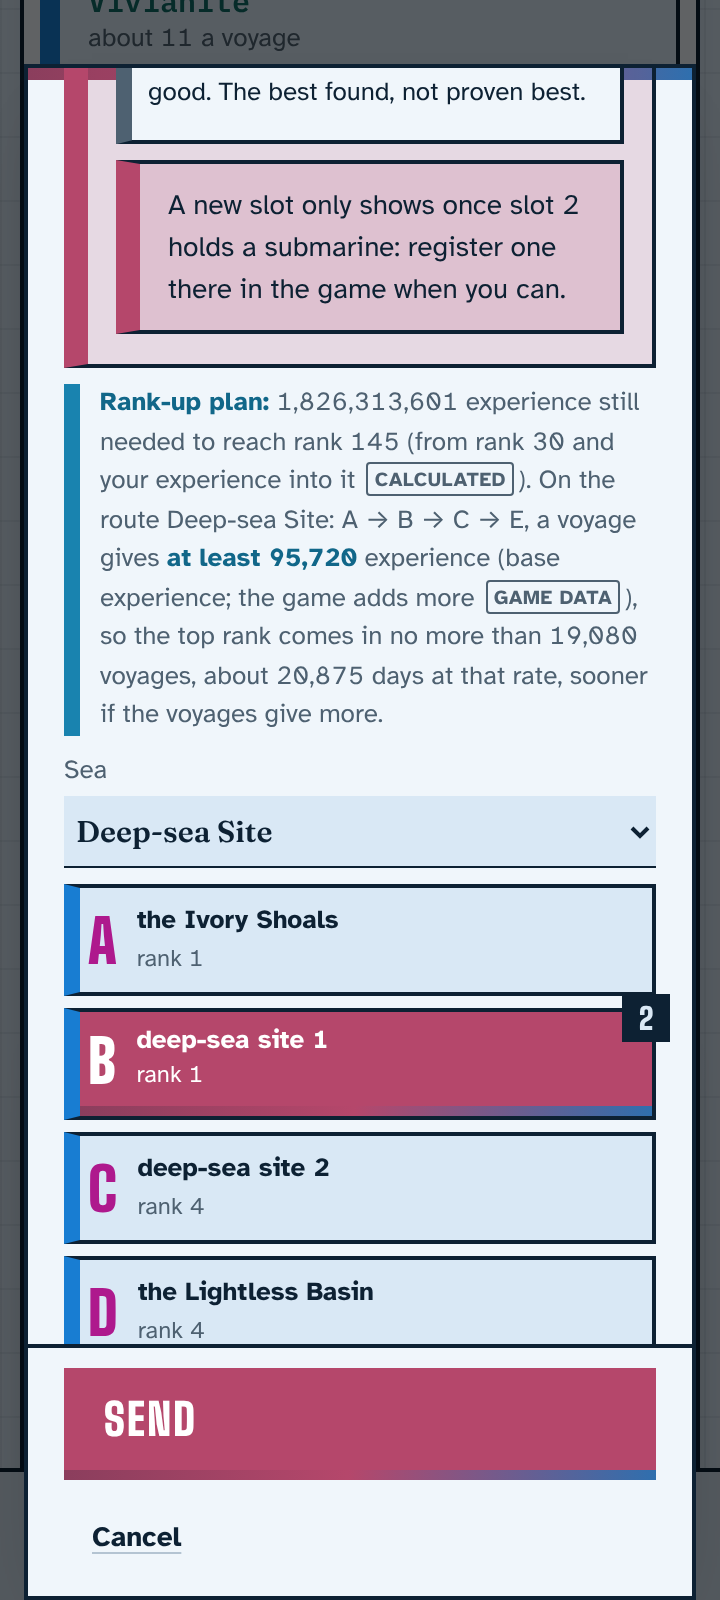 Vivianite
about 11 a voyage
good. The best found, not proven best.
A new slot only shows once slot 2
holds a submarine: register one
there in the game when you can.
Rank-up plan: 1,826,313,601 experience still
needed to reach rank 145 (from rank 30 and
your experience into it CALCULATED ). On the
route Deep-sea Site: A → B → C → E, a voyage
gives at least 95,720 experience (base
experience; the game adds more GAME DATA ),
so the top rank comes in no more than 19,080
voyages, about 20,875 days at that rate, sooner
if the voyages give more.
Sea
Deep-sea Site
A the Ivory Shoals
rank 1
2
B deep-sea site 1
rank 1
C deep-sea site 2
rank 4
D the Lightless Basin
rank 4
SEND
Cancel